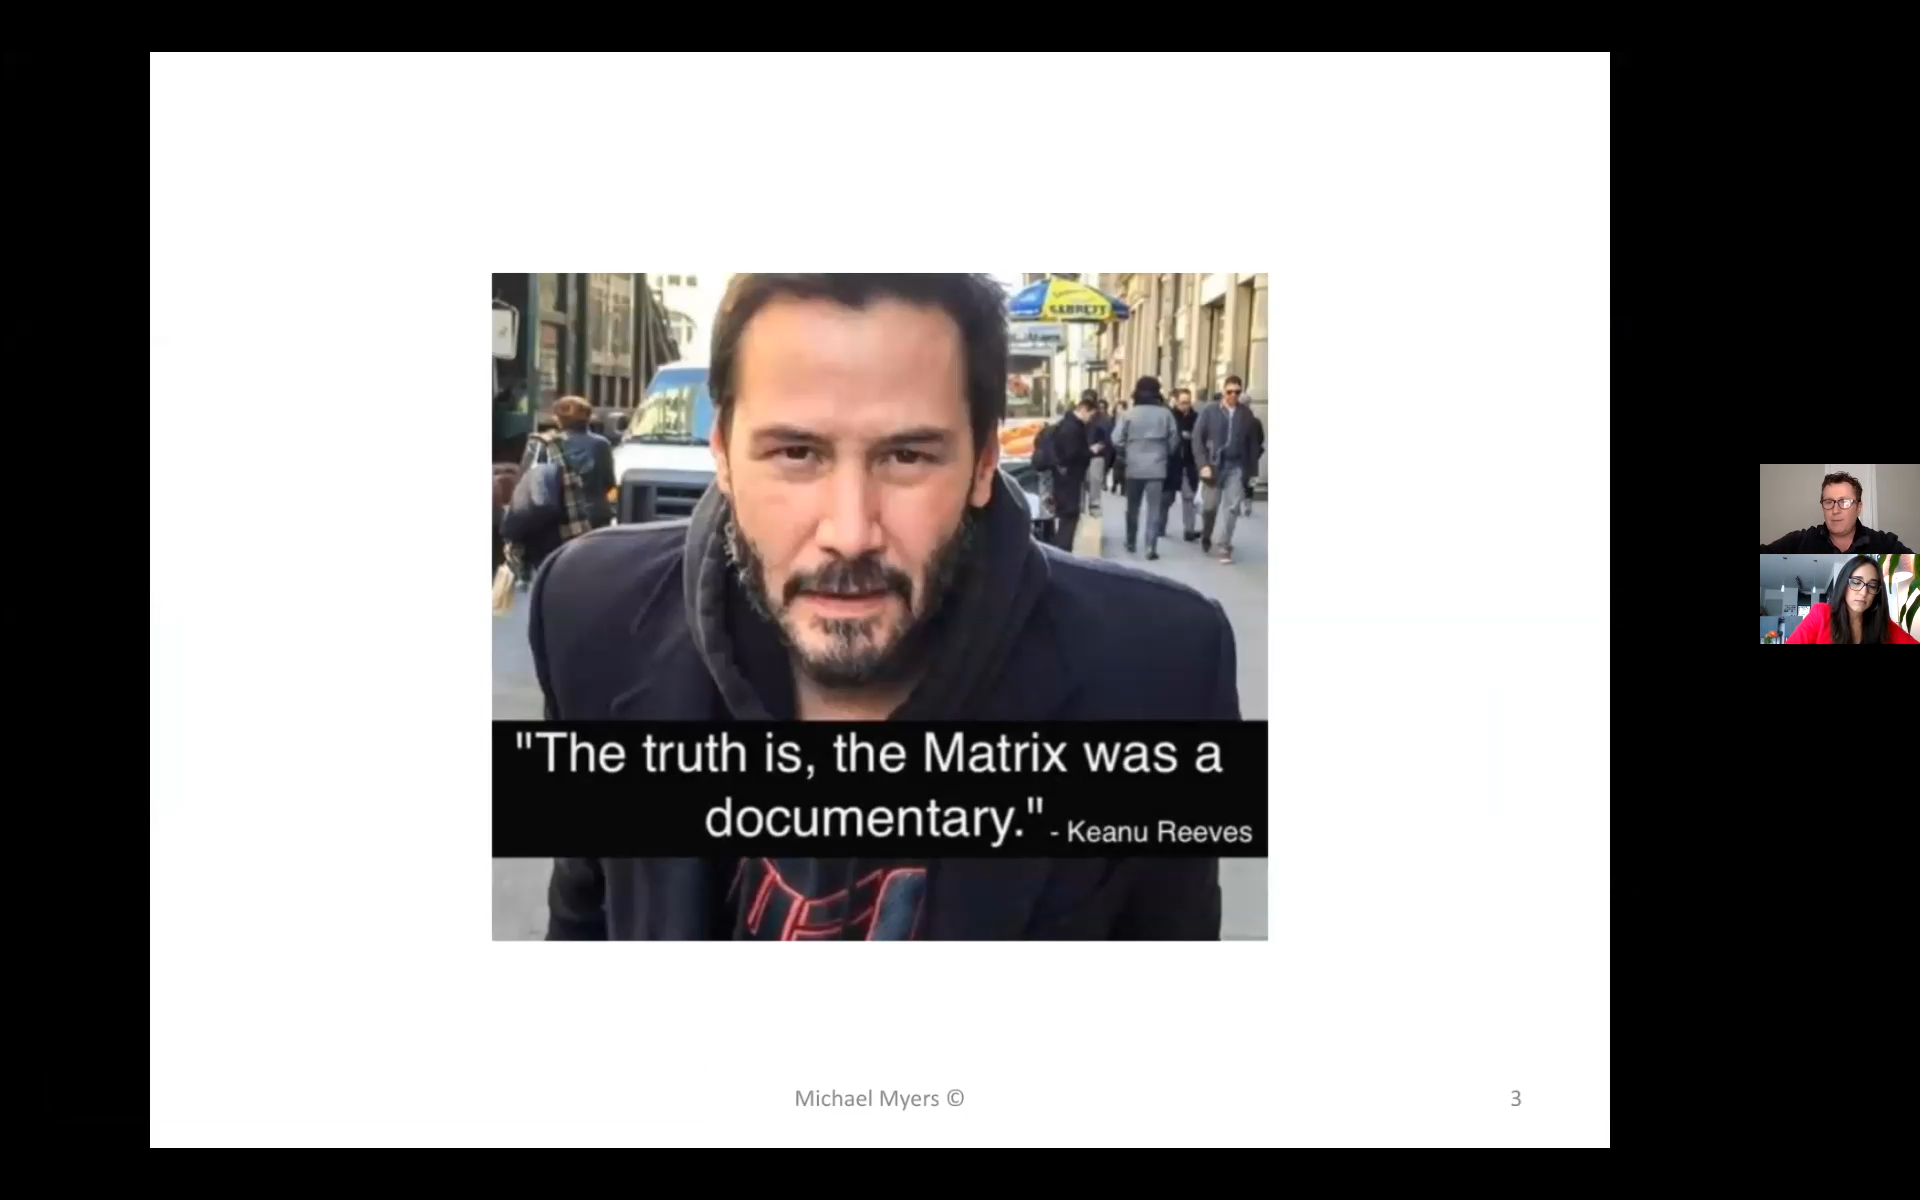 SABRETT
"The truth is, the Matrix was a
documentary." - Keanu Reeves
Michael Myers ©
3